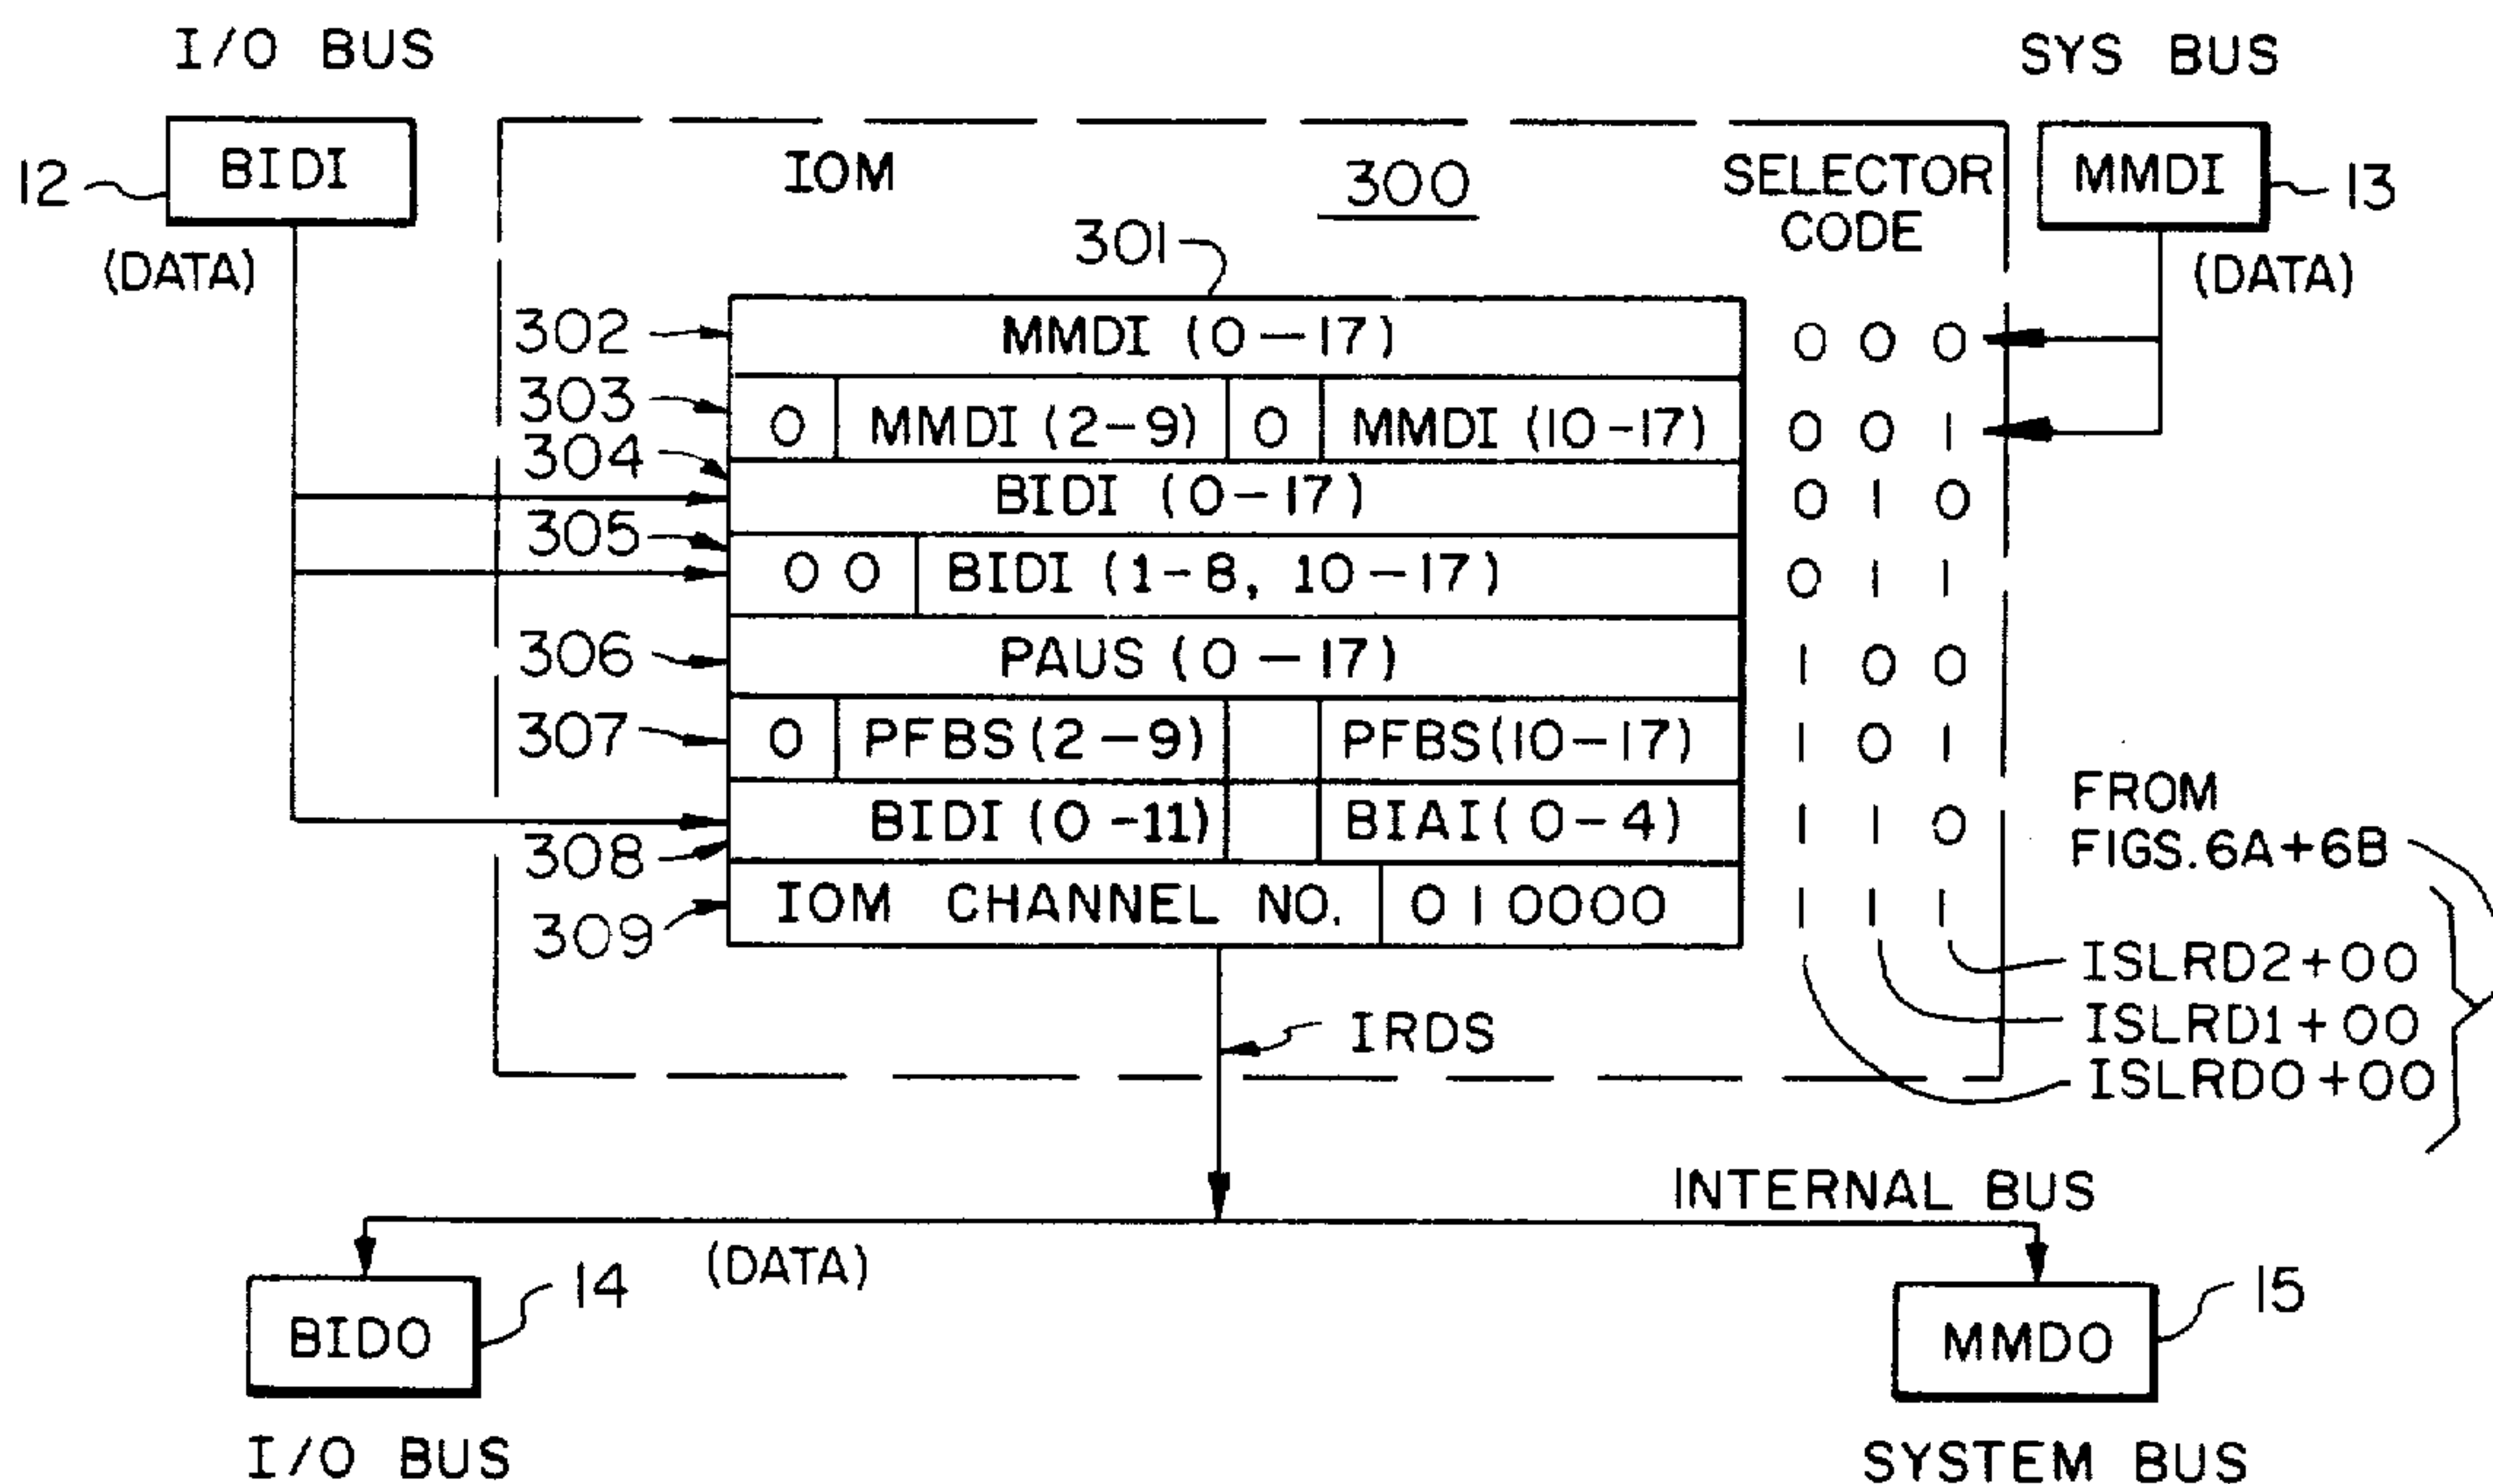 I/O BUS
SYS BUS
12
BIDI
(DATA)
IOM
300
301
SELECTOR
CODE
MMDI
13
(DATA)
302
MMDI (0-17)
0 0 0
303
0
MMDI (2-9)
0
MMDI (10-17)
0 0 1
304
BIDI (0-17)
0 1 0
305
0 0
BIDI (1-8, 10-17)
0 1 1
306
PAUS (0-17)
1 0 0
307
0
PFBS(2-9)
PFBS(10-17)
1 0 1
308
BIDI (0-11)
BIAI(0-4)
1 1 0
309
IOM CHANNEL NO.
010000
1 1 1
FROM
FIGS.6A+6B
ISLRD2+00
ISLRD1+00
ISLRD0+00
IRDS
INTERNAL BUS
(DATA)
BIDO
14
MMDO
15
I/O BUS
SYSTEM BUS